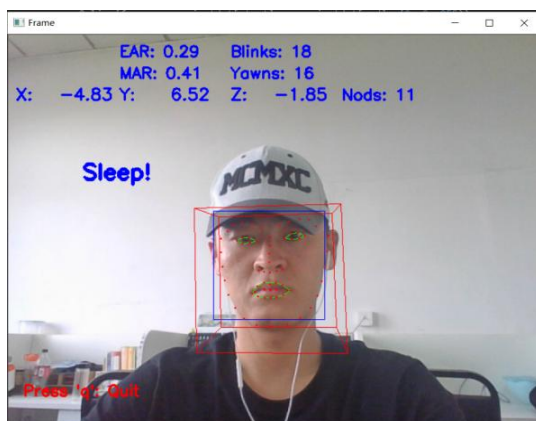 Frame
EAR: 0.29 Blinks: 18
MAR: 0.41 Yawns: 16
X: -4.83 Y: 6.52 Z: -1.85 Nods: 11
Sleep!
MCMXC
Press 'q': Quit